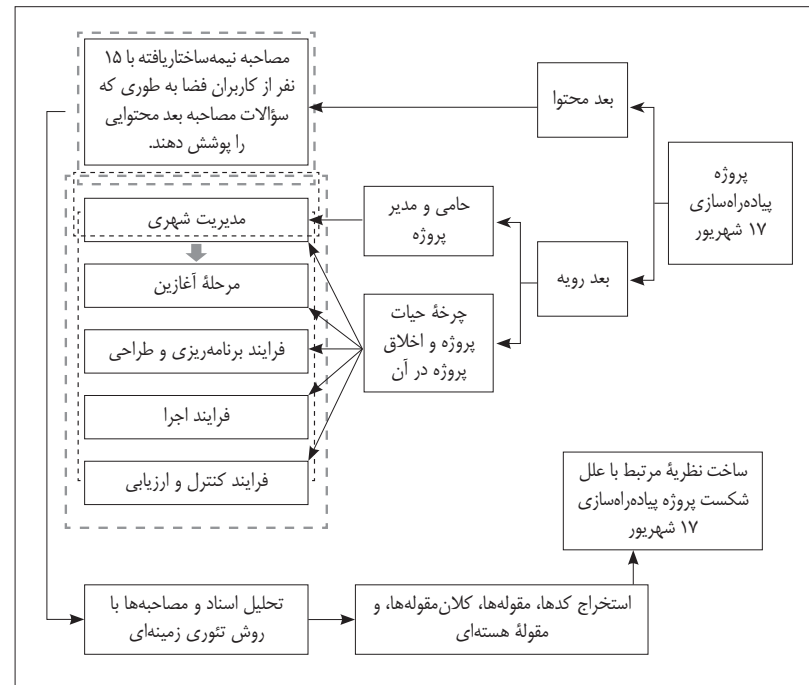 مصاحبه نیمه‌ساختاریافته با ۱۵
نفر از کاربران فضا به طوری که
سؤالات مصاحبه بعد محتوایی
را پوشش دهند.
بعد محتوا
پروژه
پیاده‌راه‌سازی
۱۷ شهریور
حامی و مدیر
پروژه
مدیریت شهری
بعد رویه
مرحلهٔ آغازین
چرخهٔ حیات
پروژه و اخلاق
پروژه در آن
فرایند برنامه‌ریزی و طراحی
فرایند اجرا
فرایند کنترل و ارزیابی
ساخت نظریهٔ مرتبط با علل
شکست پروژه پیاده‌راه‌سازی
۱۷ شهریور
تحلیل اسناد و مصاحبه‌ها با
روش تئوری زمینه‌ای
استخراج کدها، مقوله‌ها، کلان‌مقوله‌ها، و
مقولهٔ هسته‌ای